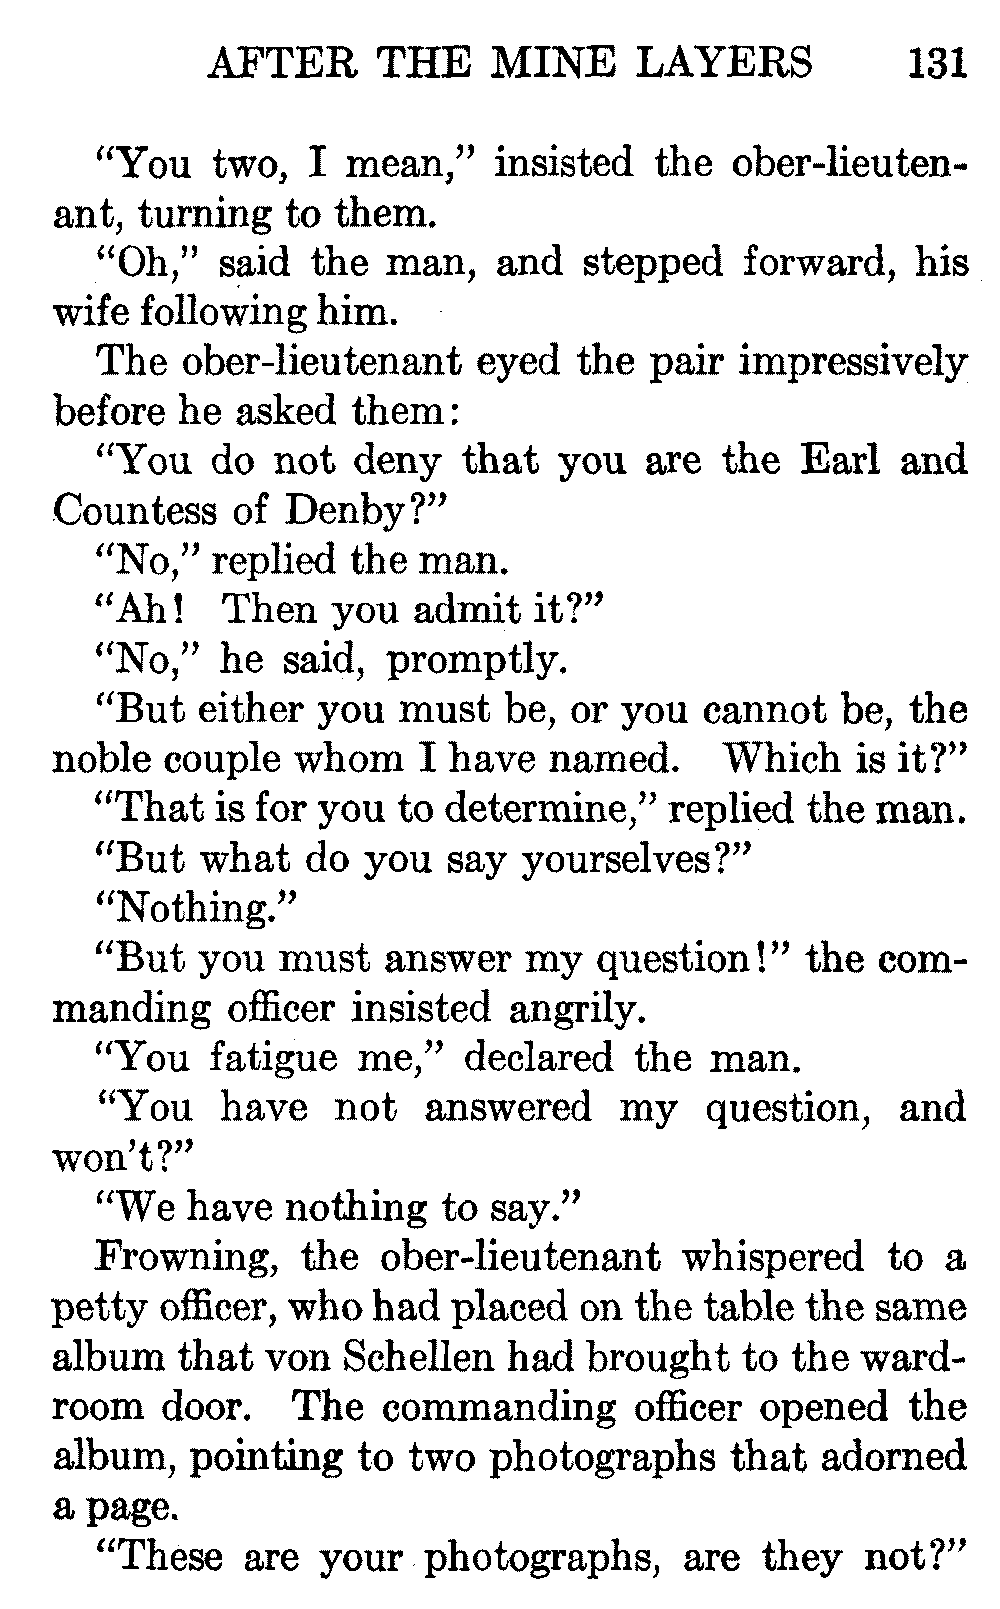 AFTER THE MINE LAYERS 131
“You two, I mean,” insisted the ober-lieuten-
ant, turning to them.
“Oh,” said the man, and stepped forward, his
wife following him.
The ober-lieutenant eyed the pair impressively
before he asked them:
“You do not deny that you are the Earl and
Countess of Denby?”
“No,” replied the man.
“Ah! Then you admit it?”
“No,” he said, promptly.
“But either you must be, or you cannot be, the
noble couple whom I have named. Which is it?”
“That is for you to determine,” replied the man.
“But what do you say yourselves?”
“Nothing.”
“But you must answer my question!” the com-
manding officer insisted angrily.
“You fatigue me,” declared the man.
“You have not answered my question, and
won’t?”
“We have nothing to say.”
Frowning, the ober-lieutenant whispered to a
petty officer, who had placed on the table the same
album that von Schellen had brought to the ward-
room door. The commanding officer opened the
album, pointing to two photographs that adorned
a page.
“These are your photographs, are they not?”